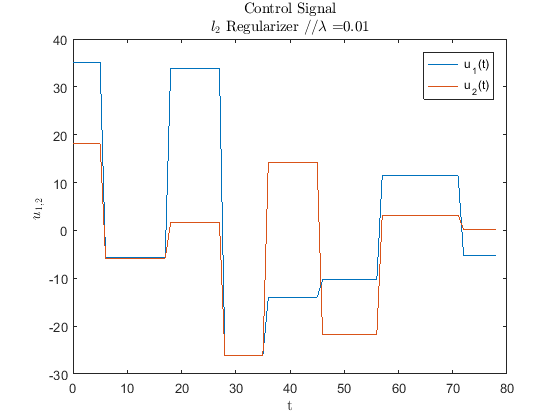 Control Signal
l₂ Regularizer //λ =0.01
40
30
20
10
0
-10
-20
-30
u₁,₂
0 10 20 30 40 50 60 70 80
t
u₁(t)
u₂(t)